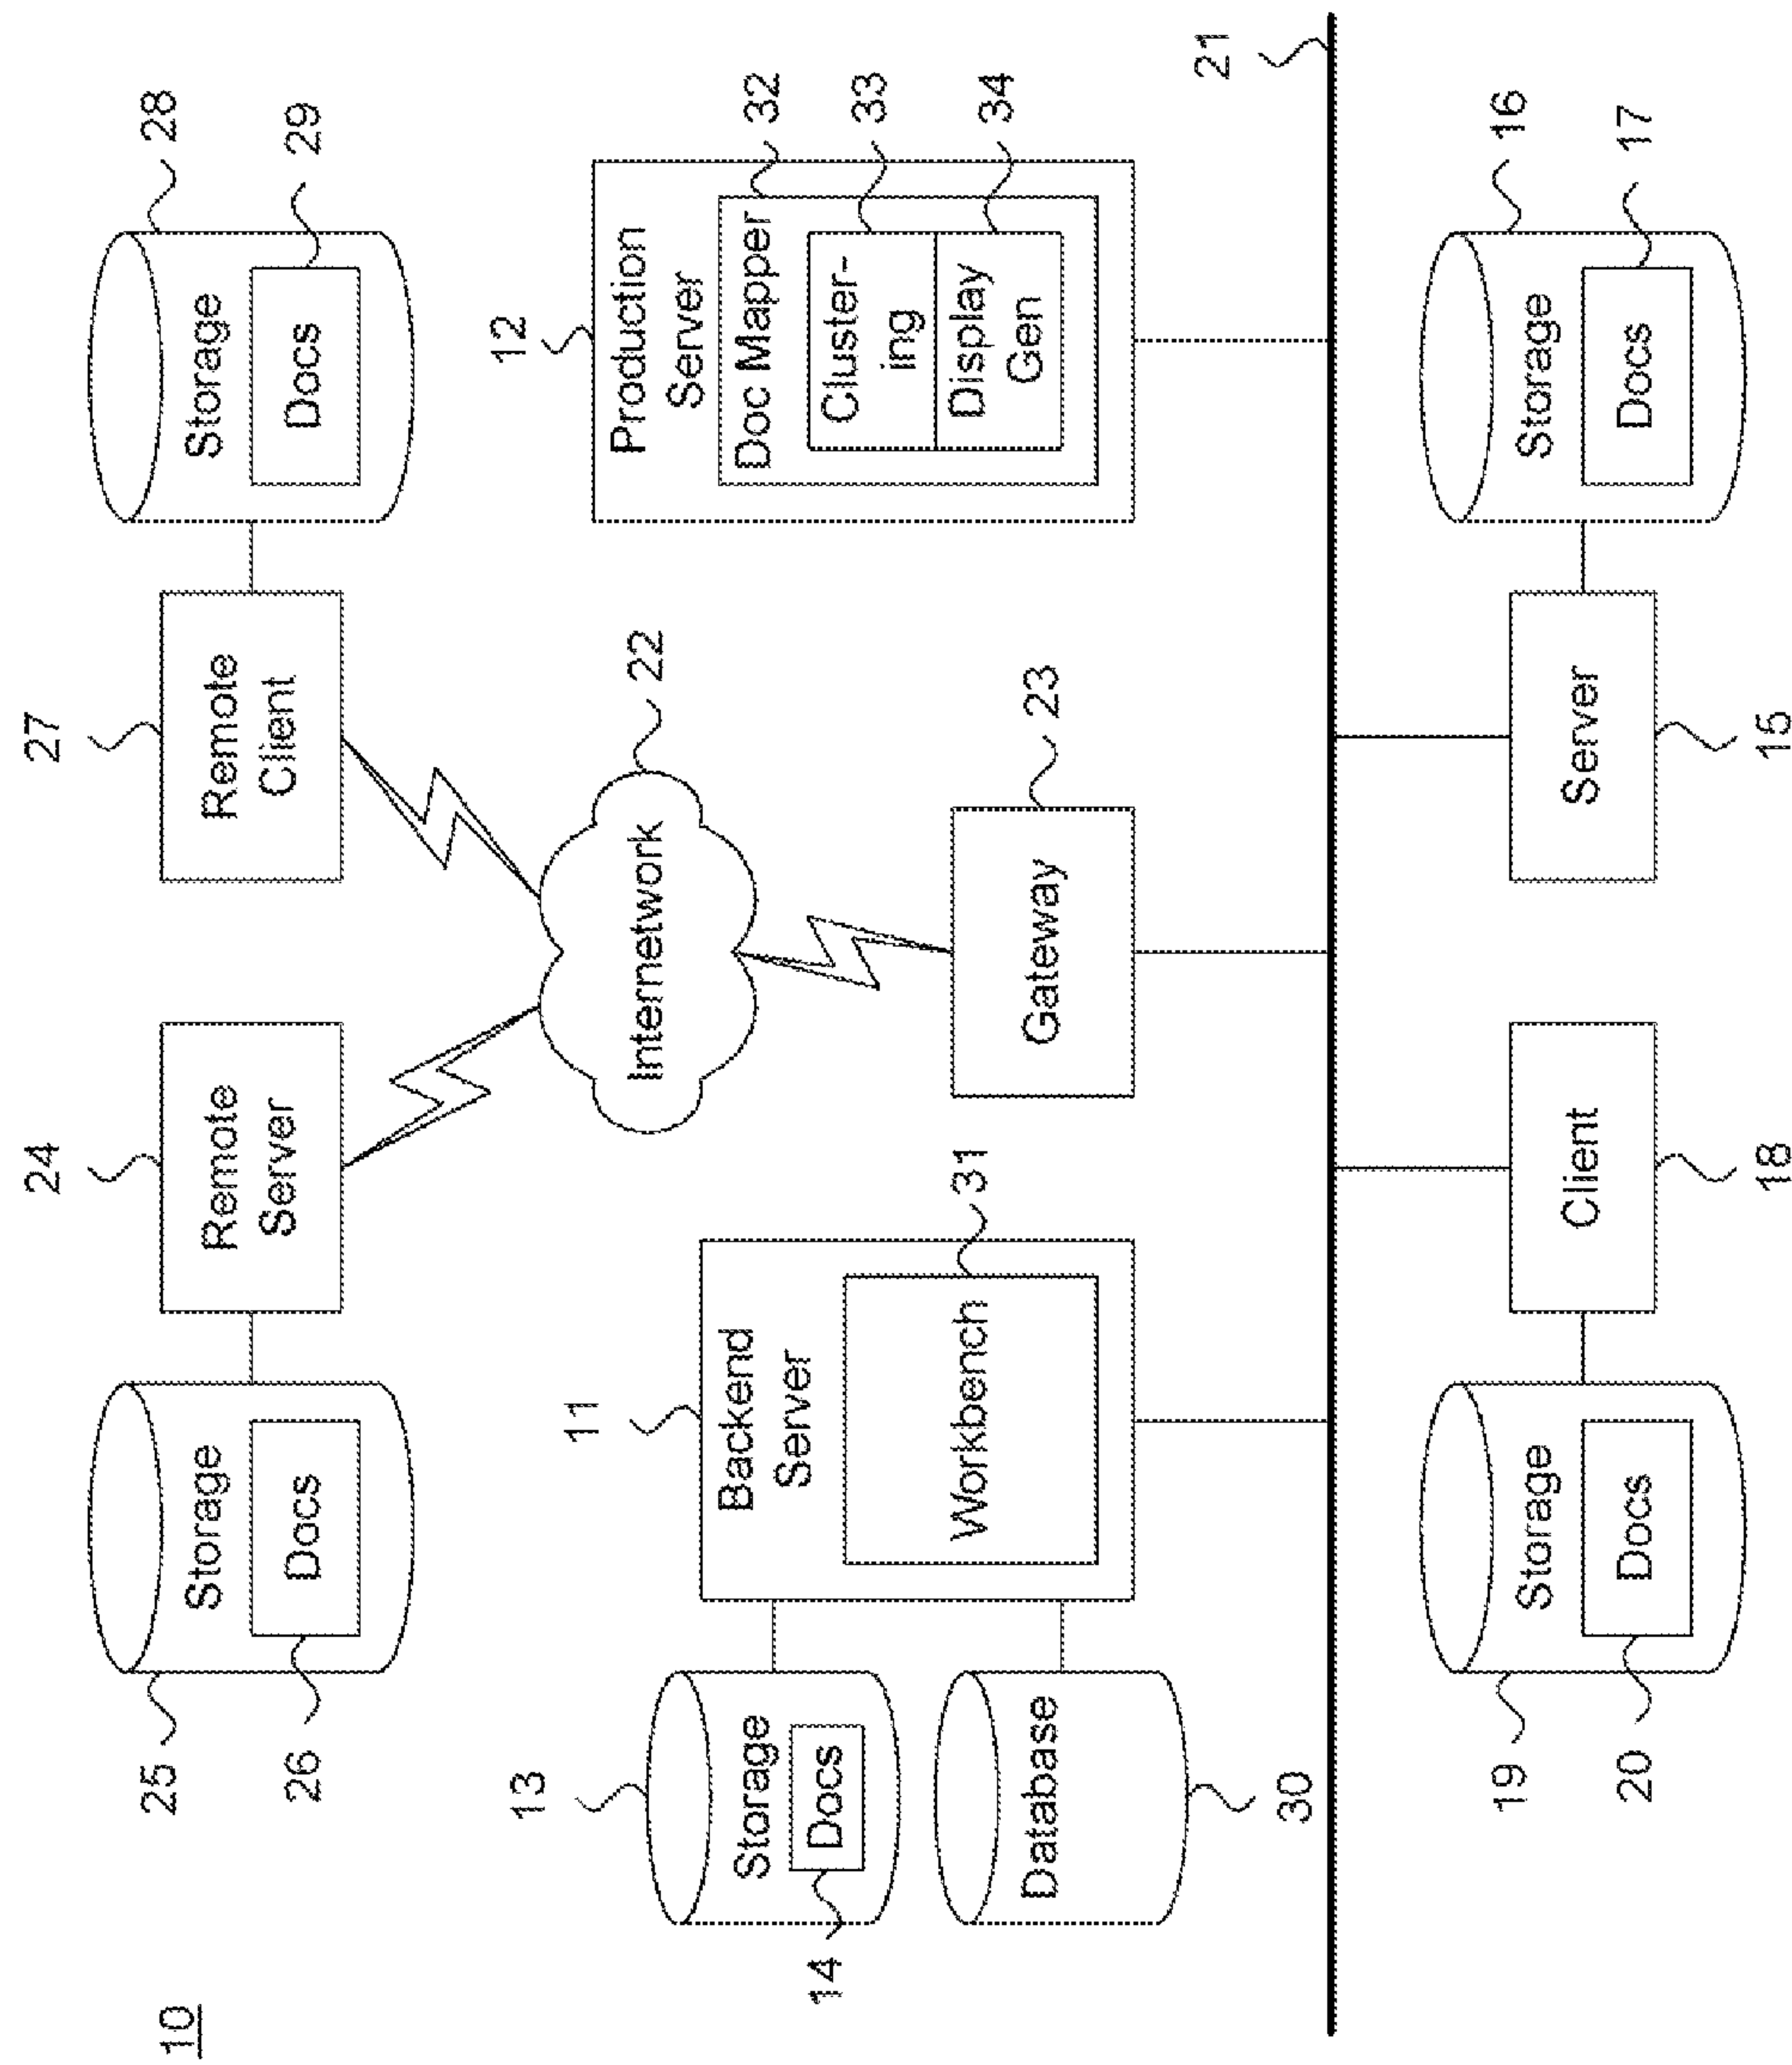 24
27
10
25
Storage
Remote
Server
Remote
Client
Storage
28
26
Docs
Docs
29
13
11
12
Production
Server
Internetwork
22
Storage
Backend
Server
Doc Mapper
32
14
Docs
Cluster-
ing
33
Workbench
31
Display
Gen
34
Database
Gateway
23
21
30
19
Storage
Client
Server
Storage
16
20
Docs
Docs
17
18
15